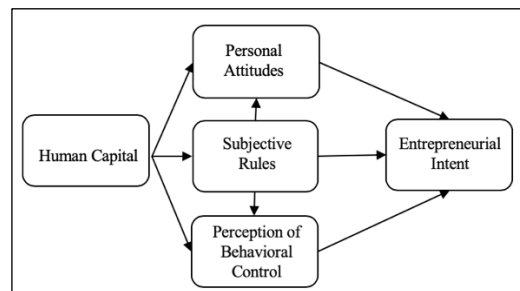 Personal
Attitudes
Human Capital
Subjective
Rules
Entrepreneurial
Intent
Perception of
Behavioral
Control